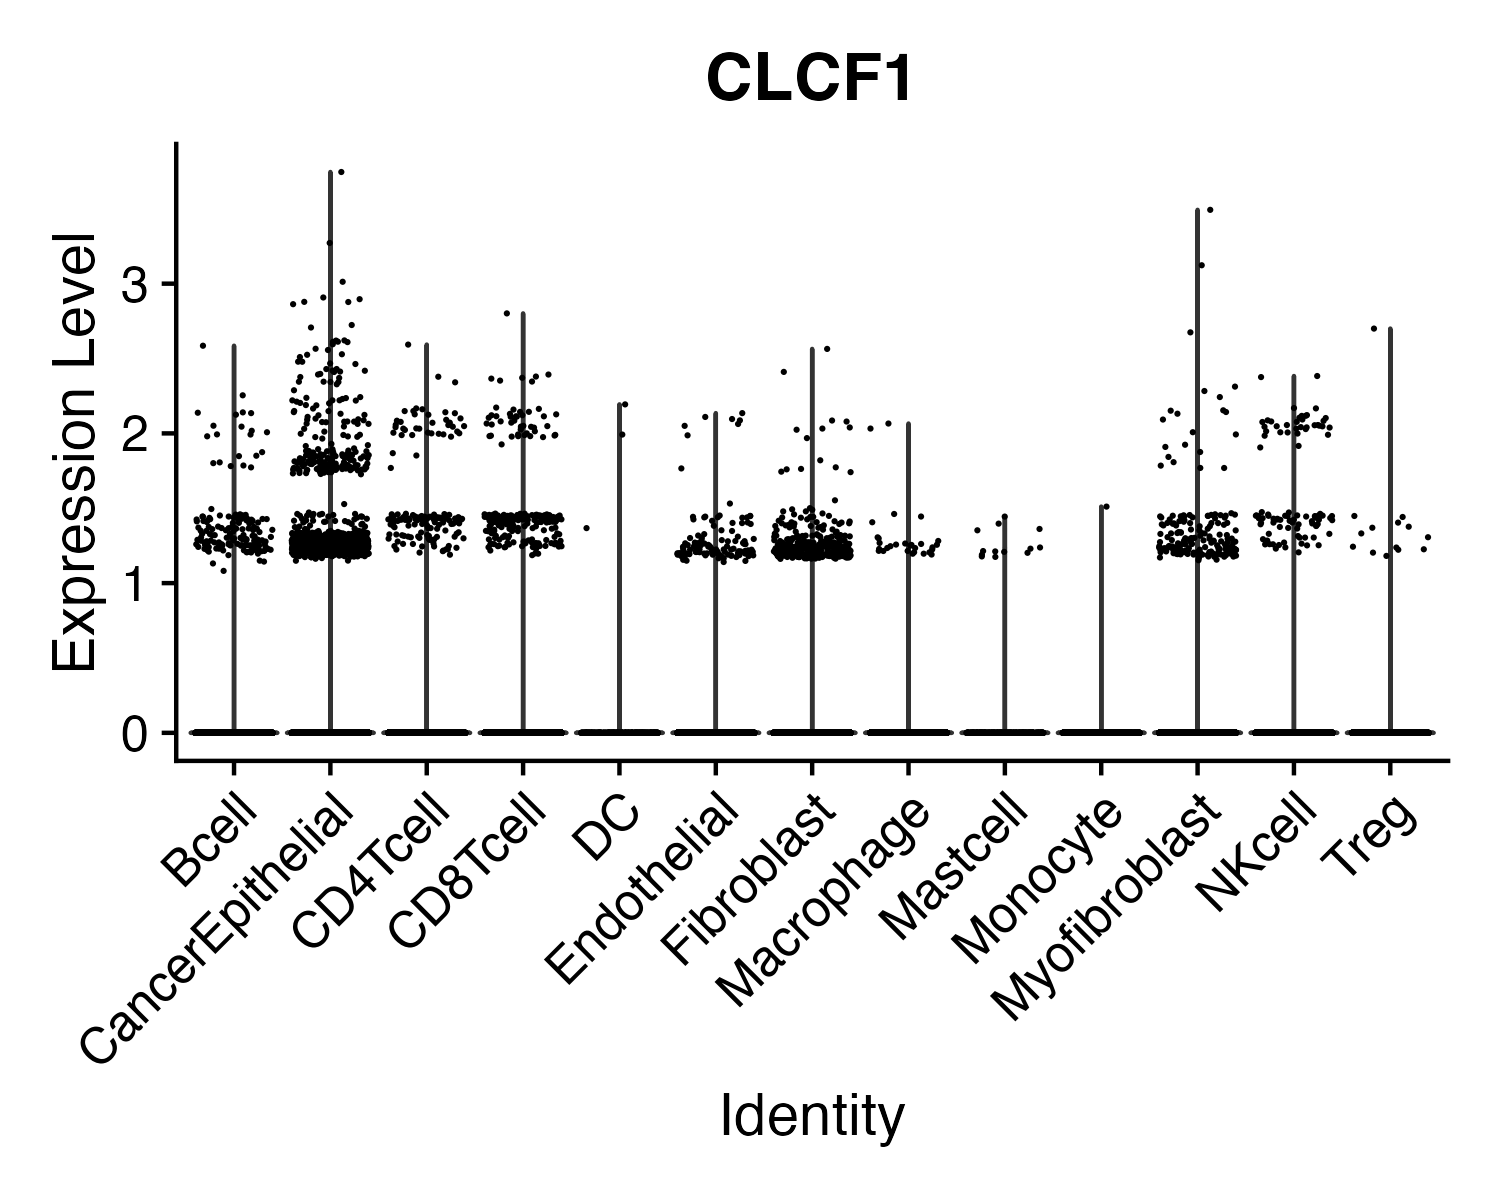 CLCF1
Expression Level
3
2
1
0
Bcell
CancerEpithelial
CD4Tcell
CD8Tcell
DC
Endothelial
Fibroblast
Macrophage
Mastcell
Monocyte
Myofibroblast
NKcell
Treg
Identity